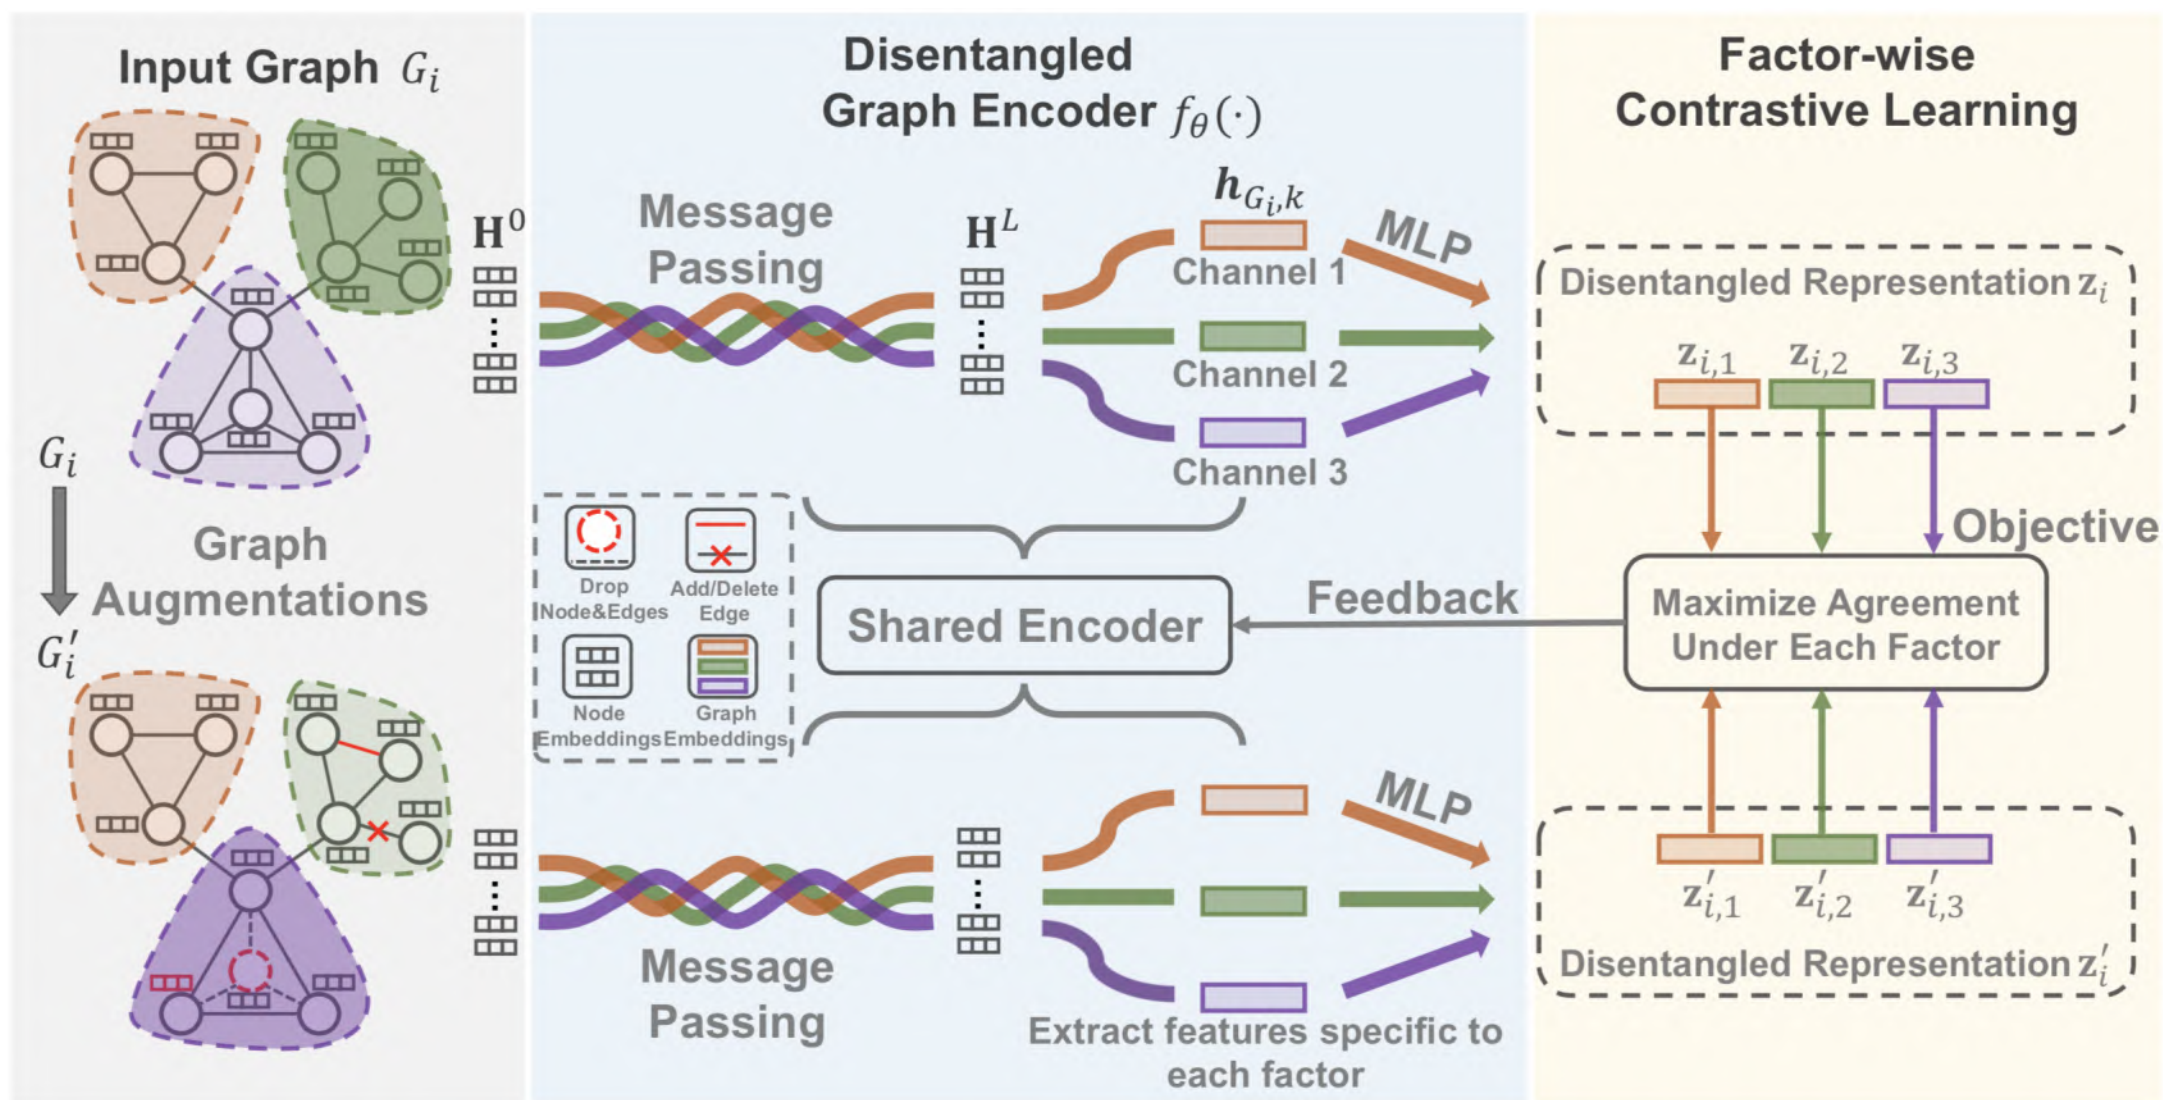 Input Graph G_i
Disentangled
Graph Encoder f_θ(·)
Factor-wise
Contrastive Learning
H^0
Message
Passing
H^L
h_{G_i,k}
Channel 1
Channel 2
Channel 3
MLP
Disentangled Representation z_i
z_{i,1} z_{i,2} z_{i,3}
G_i
Graph
Augmentations
G'_i
Drop
Node&Edges
Add/Delete
Edge
Node
Embeddings
Graph
Embeddings
Shared Encoder
Feedback
Objective
Maximize Agreement
Under Each Factor
Message
Passing
MLP
Extract features specific to
each factor
z'_{i,1} z'_{i,2} z'_{i,3}
Disentangled Representation z'_i